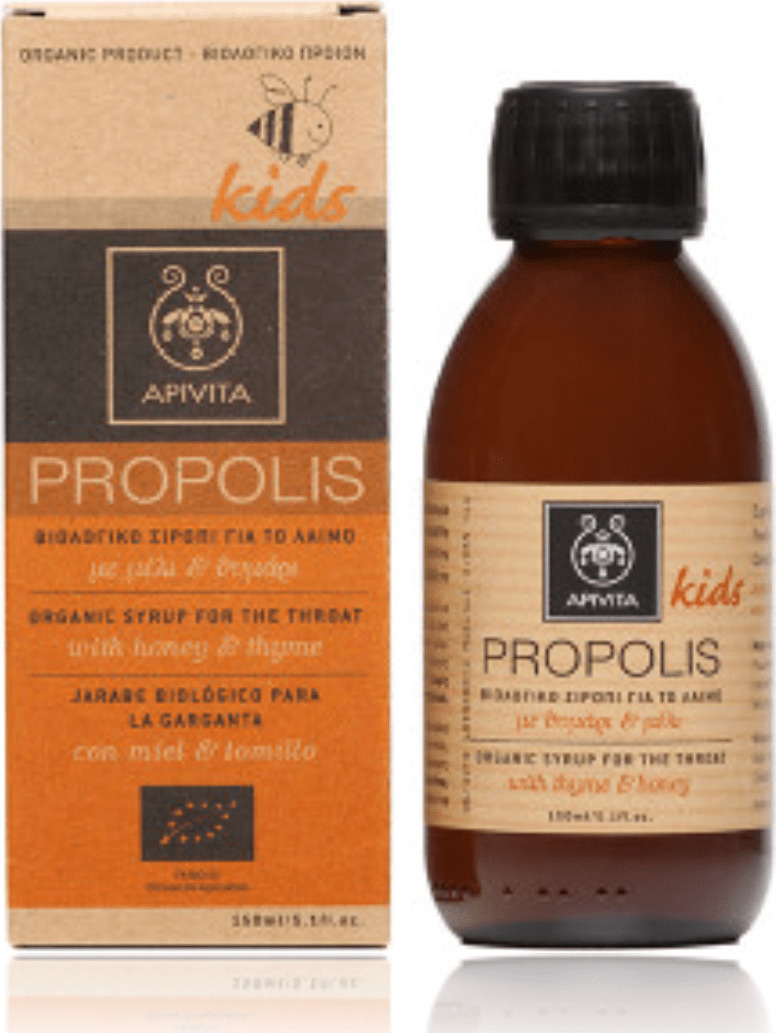 ORGANIC PRODUCT - ΒΙΟΛΟΓΙΚΟ ΠΡΟΪΟΝ
kids
APIVITA
PROPOLIS
ΒΙΟΛΟΓΙΚΟ ΣΙΡΟΠΙ ΓΙΑ ΤΟ ΛΑΙΜΟ
με μέλι & θυμάρι
ORGANIC SYRUP FOR THE THROAT
with honey & thyme
JARABE BIOLÓGICO PARA
LA GARGANTA
con miel & tomillo
150ml/5.1fl.oz.
APIVITA
kids
PROPOLIS
ΒΙΟΛΟΓΙΚΟ ΣΙΡΟΠΙ ΓΙΑ ΤΟ ΛΑΙΜΟ
με θυμάρι & μέλι
ORGANIC SYRUP FOR THE THROAT
with thyme & honey
150ml/5.1fl.oz.